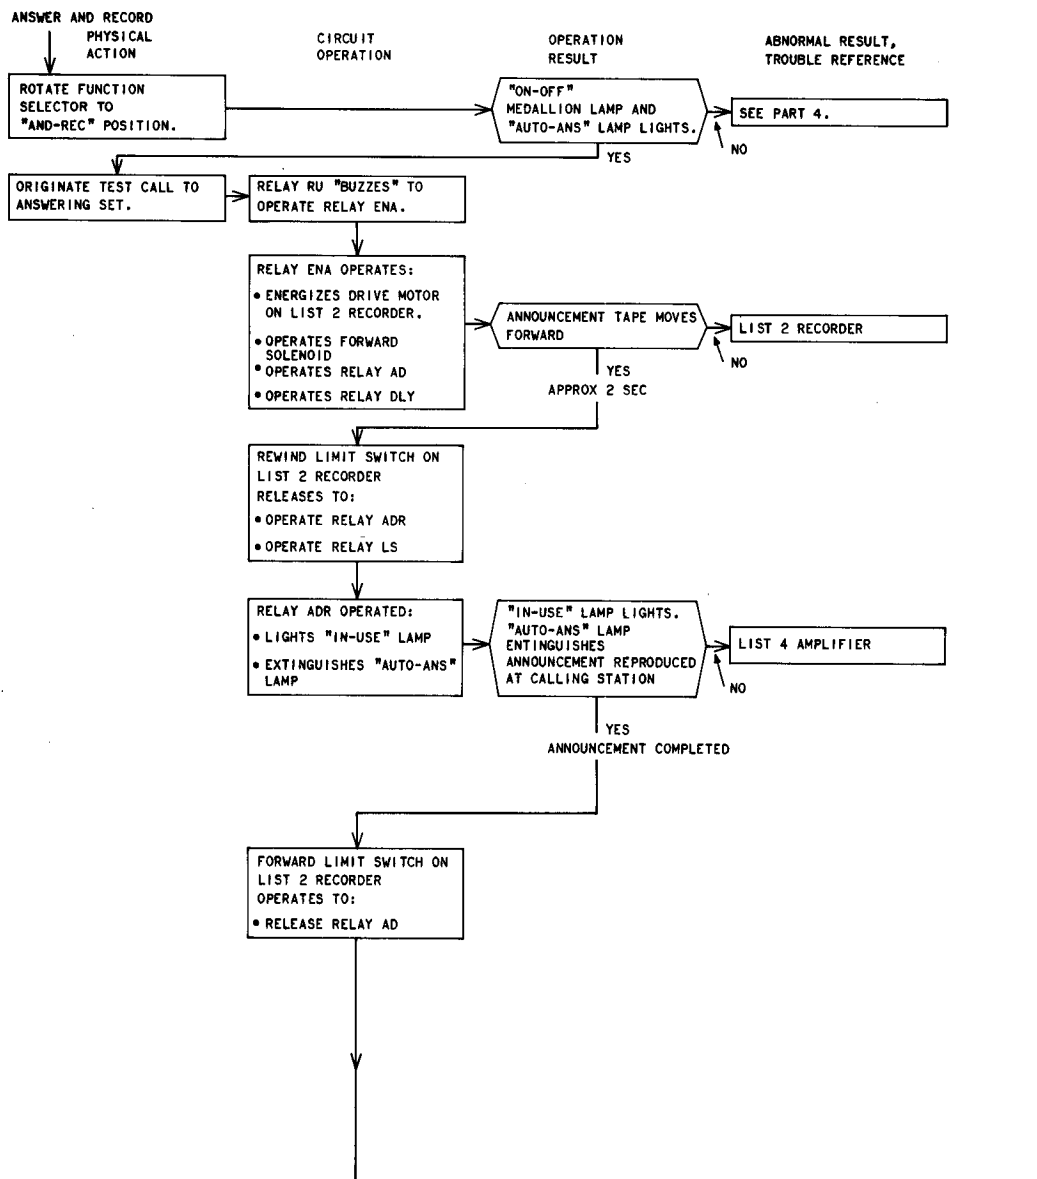 ANSWER AND RECORD
PHYSICAL
ACTION
CIRCUIT
OPERATION
OPERATION
RESULT
ABNORMAL RESULT,
TROUBLE REFERENCE
ROTATE FUNCTION
SELECTOR TO
"AND-REC" POSITION.
"ON-OFF"
MEDALLION LAMP AND
"AUTO-ANS" LAMP LIGHTS.
SEE PART 4.
NO
YES
ORIGINATE TEST CALL TO
ANSWERING SET.
RELAY RU "BUZZES" TO
OPERATE RELAY ENA.
RELAY ENA OPERATES:
• ENERGIZES DRIVE MOTOR
ON LIST 2 RECORDER.
• OPERATES FORWARD
SOLENOID
• OPERATES RELAY AD
• OPERATES RELAY DLY
ANNOUNCEMENT TAPE MOVES
FORWARD
LIST 2 RECORDER
NO
YES
APPROX 2 SEC
REWIND LIMIT SWITCH ON
LIST 2 RECORDER
RELEASES TO:
• OPERATE RELAY ADR
• OPERATE RELAY LS
RELAY ADR OPERATED:
• LIGHTS "IN-USE" LAMP
• EXTINGUISHES "AUTO-ANS"
LAMP
"IN-USE" LAMP LIGHTS.
"AUTO-ANS" LAMP
ENTINGUISHES
ANNOUNCEMENT REPRODUCED
AT CALLING STATION
LIST 4 AMPLIFIER
NO
YES
ANNOUNCEMENT COMPLETED
FORWARD LIMIT SWITCH ON
LIST 2 RECORDER
OPERATES TO:
• RELEASE RELAY AD